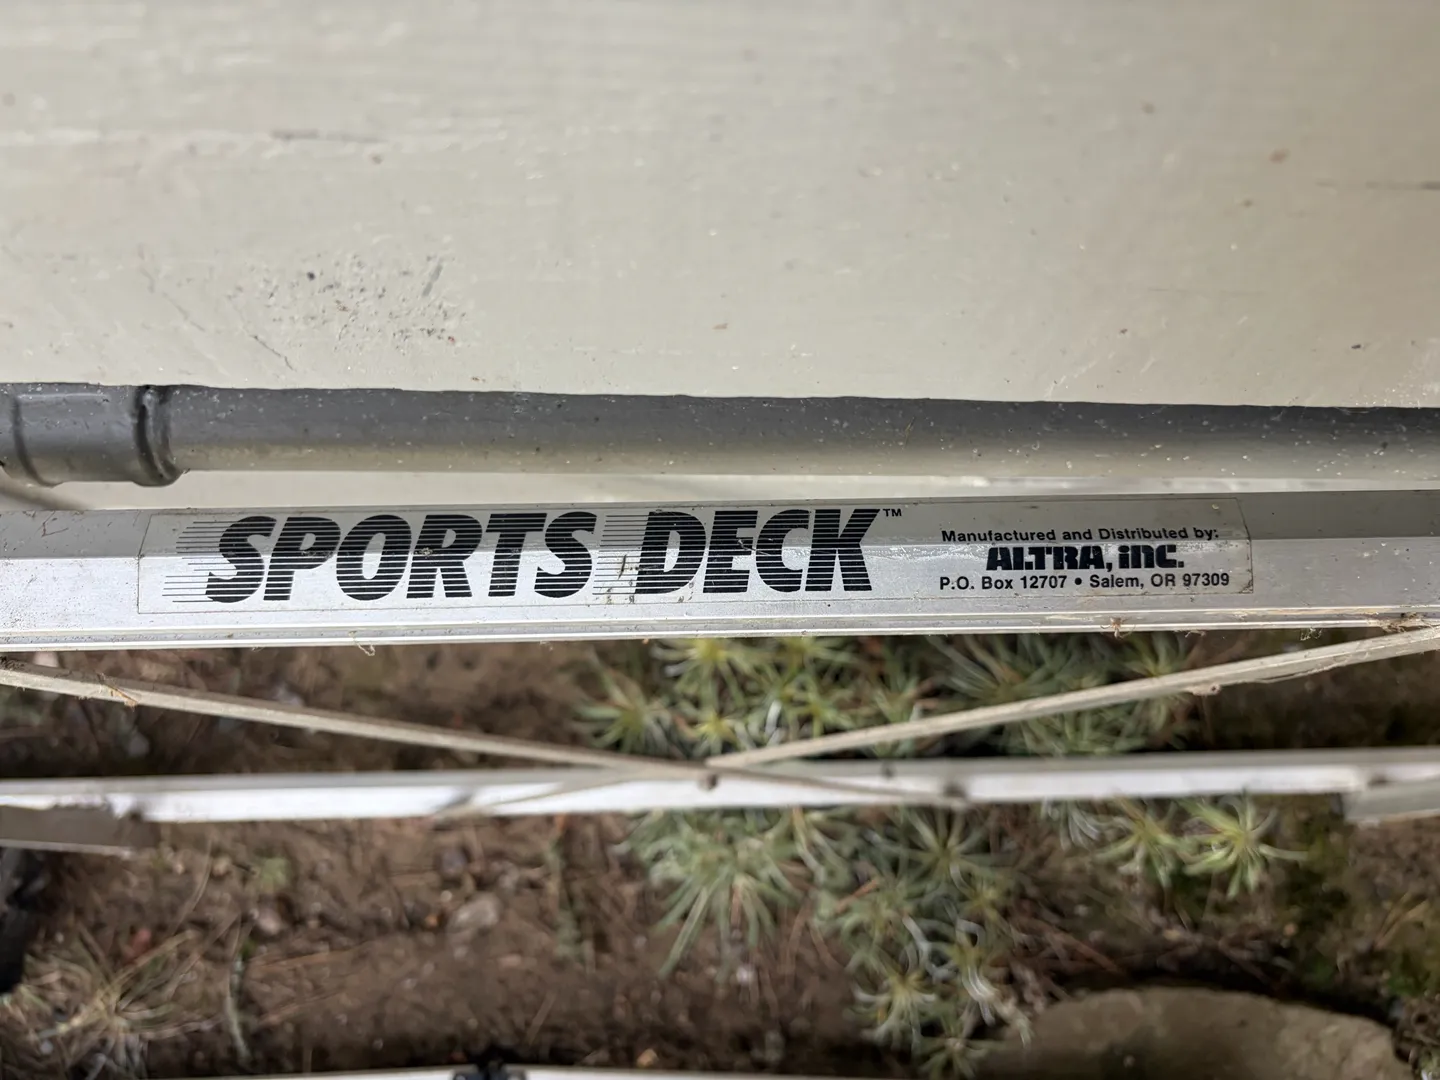 SPORTS DECK™
Manufactured and Distributed by:
ALTRA, inc.
P.O. Box 12707 • Salem, OR 97309